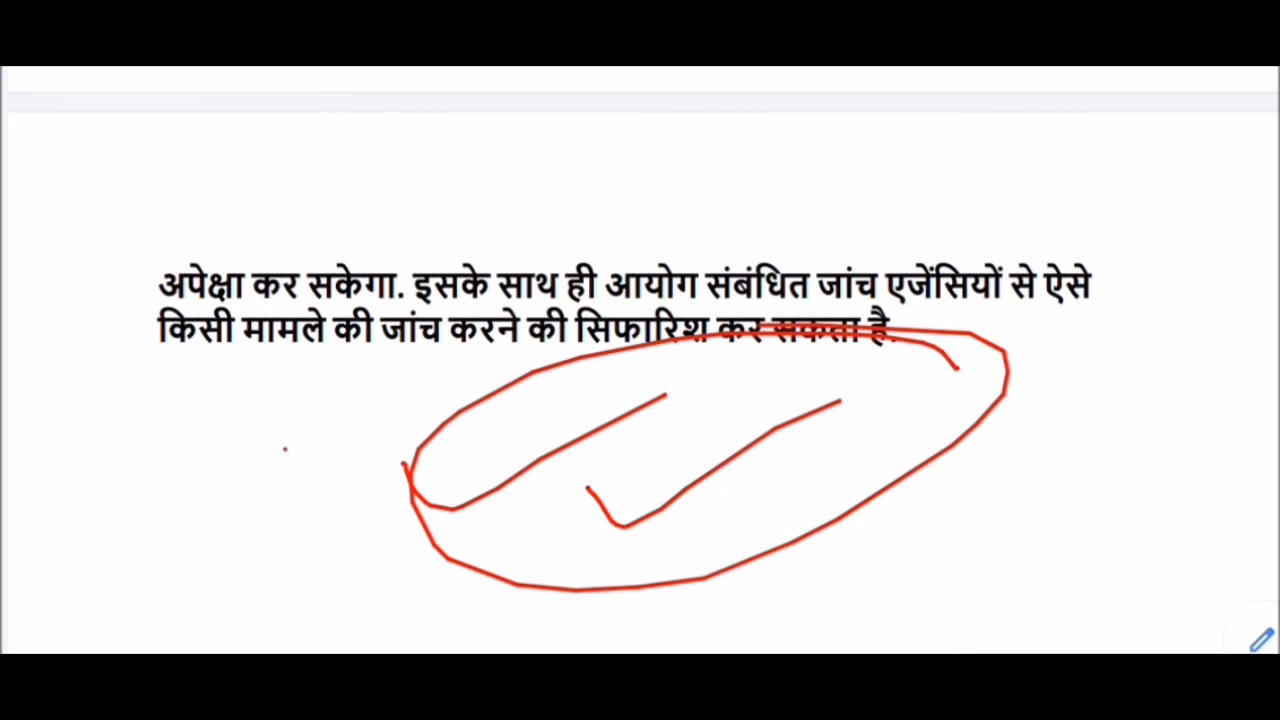 अपेक्षा कर सकेगा. इसके साथ ही आयोग संबंधित जांच एजेंसियों से ऐसे
किसी मामले की जांच करने की सिफारिश कर सकता है.